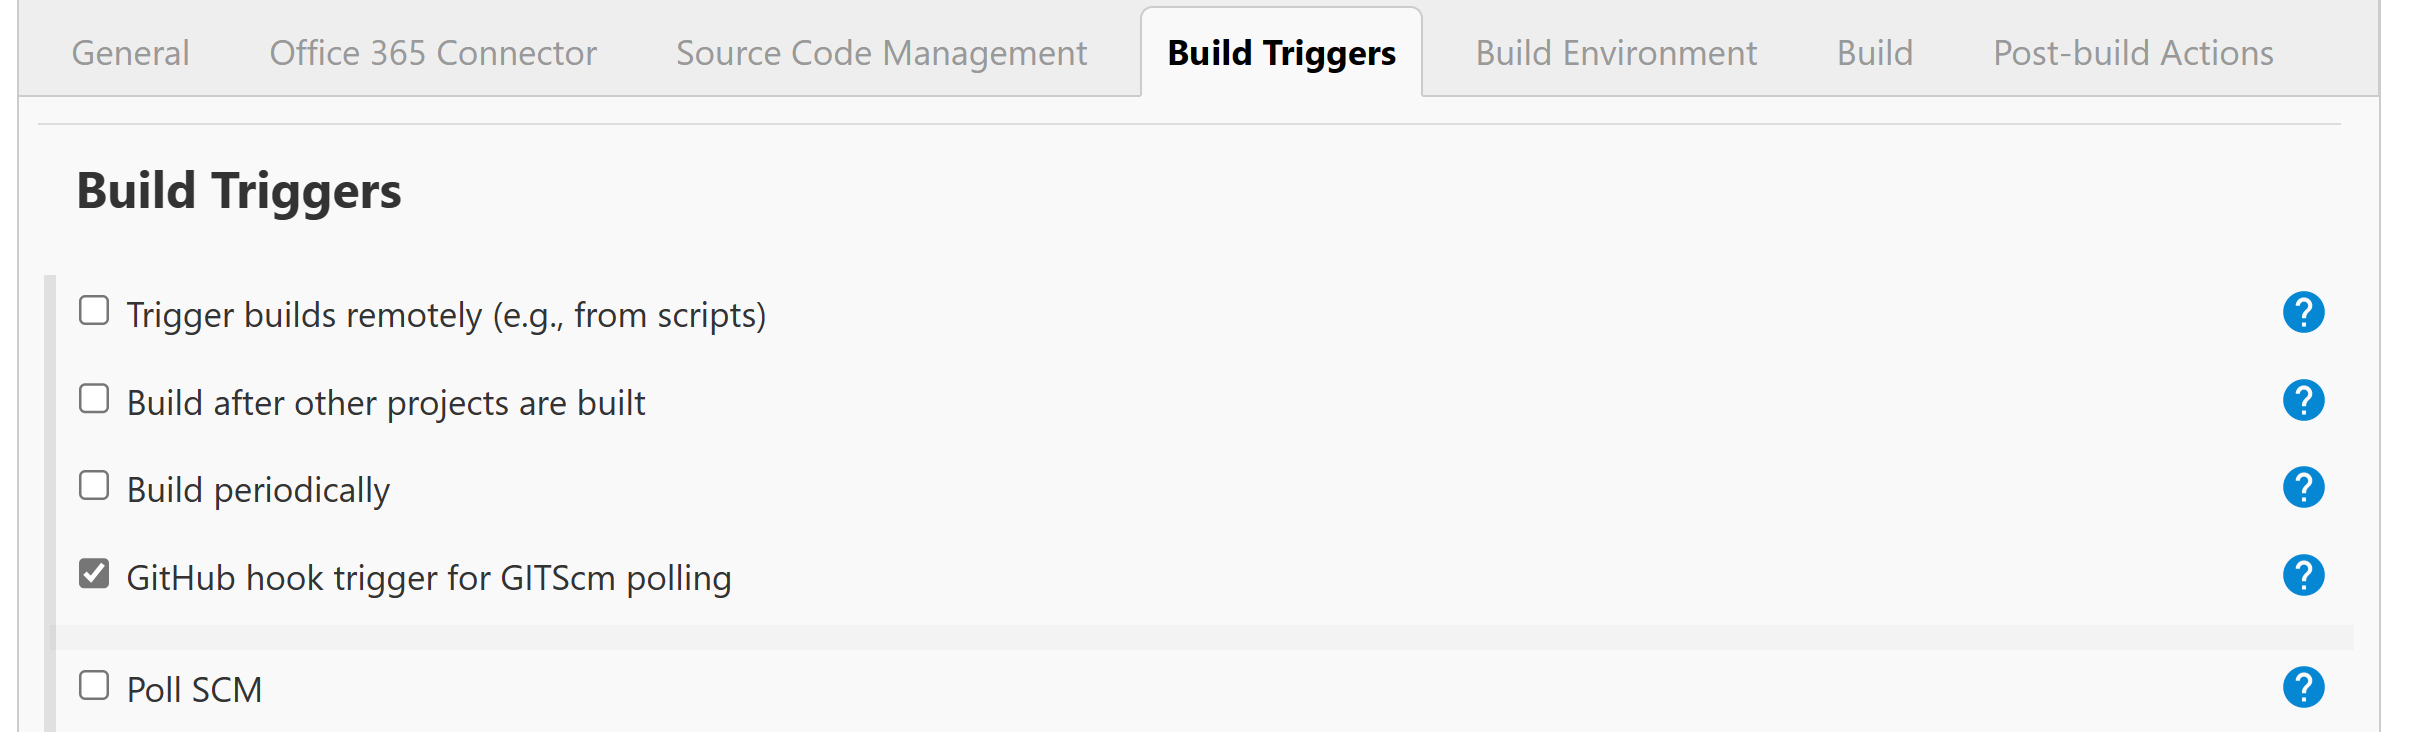 General Office 365 Connector Source Code Management Build Triggers Build Environment Build Post-build Actions
Build Triggers
Trigger builds remotely (e.g., from scripts) ?
Build after other projects are built ?
Build periodically ?
GitHub hook trigger for GITScm polling ?
Poll SCM ?